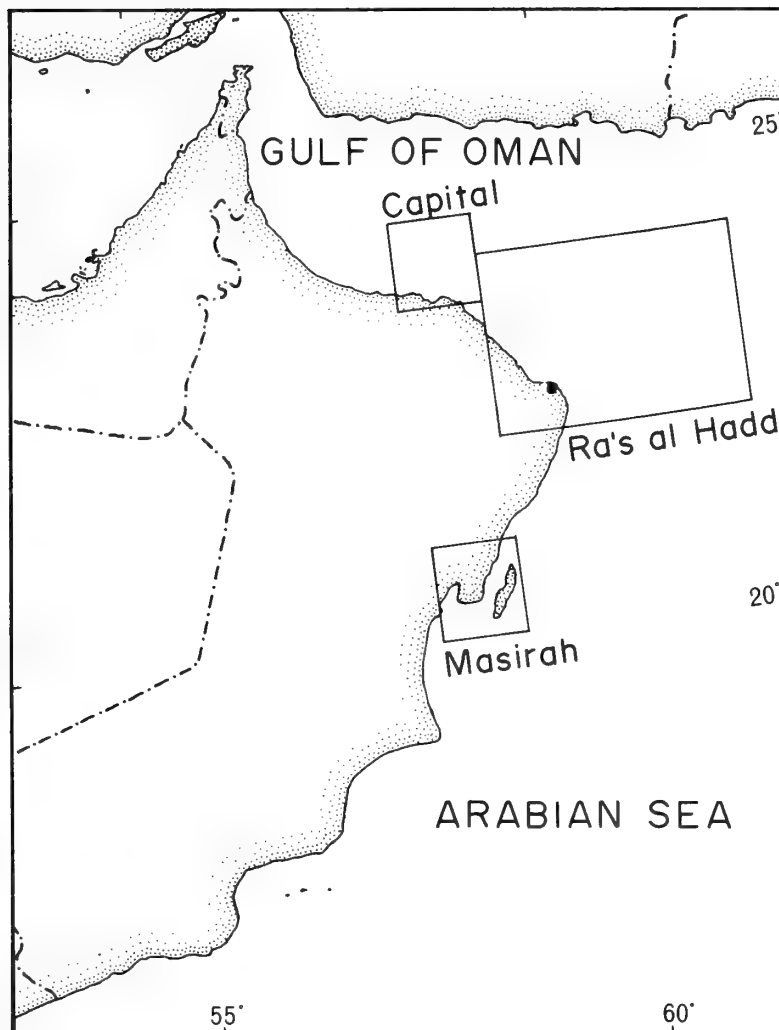 25°
GULF OF OMAN
Capital
Ra's al Hadd
20°
Masirah
ARABIAN SEA
55°
60°